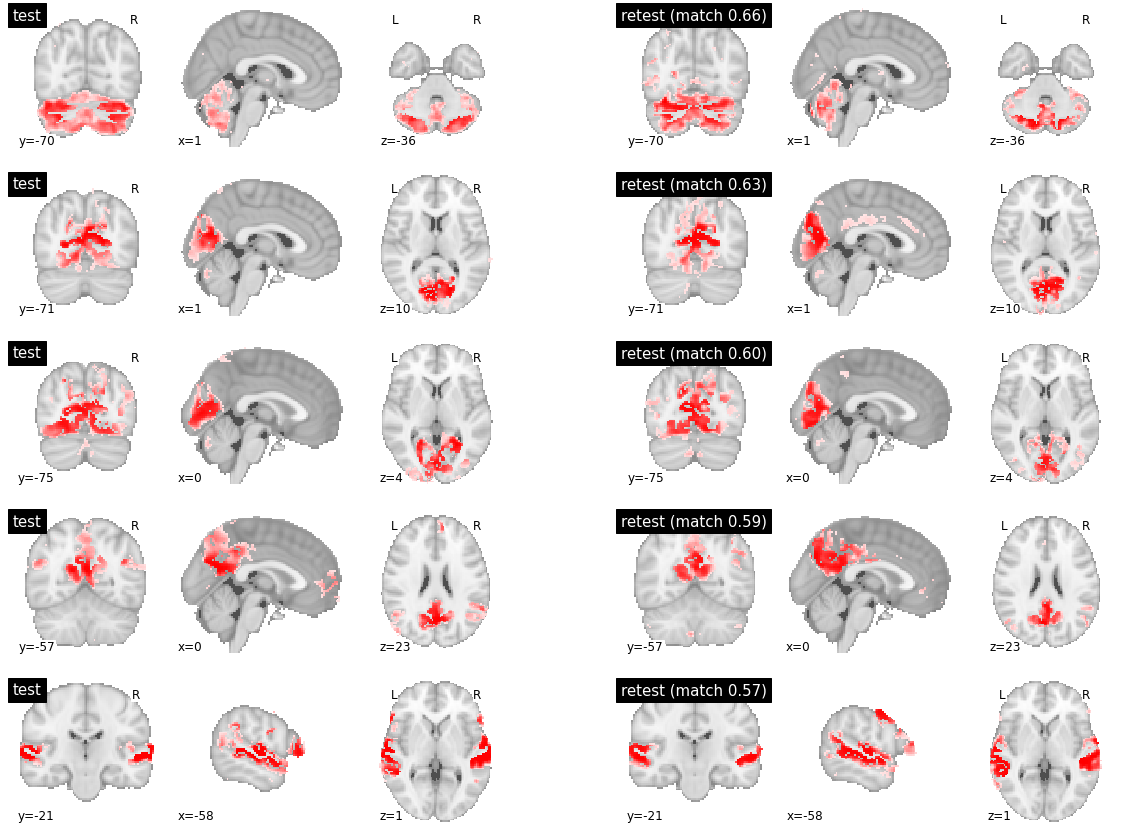 test
R
y=-70
x=1
z=-36
retest (match 0.66)
L
R
y=-70
x=1
L
R
z=-36
test
R
y=-71
x=1
L
R
z=10
retest (match 0.63)
y=-71
x=1
L
R
z=10
test
R
y=-75
x=0
L
R
z=4
retest (match 0.60)
y=-75
x=0
L
R
z=4
test
R
y=-57
x=0
L
R
z=23
retest (match 0.59)
y=-57
x=0
L
R
z=23
test
R
y=-21
x=-58
L
R
z=1
retest (match 0.57)
y=-21
x=-58
L
R
z=1